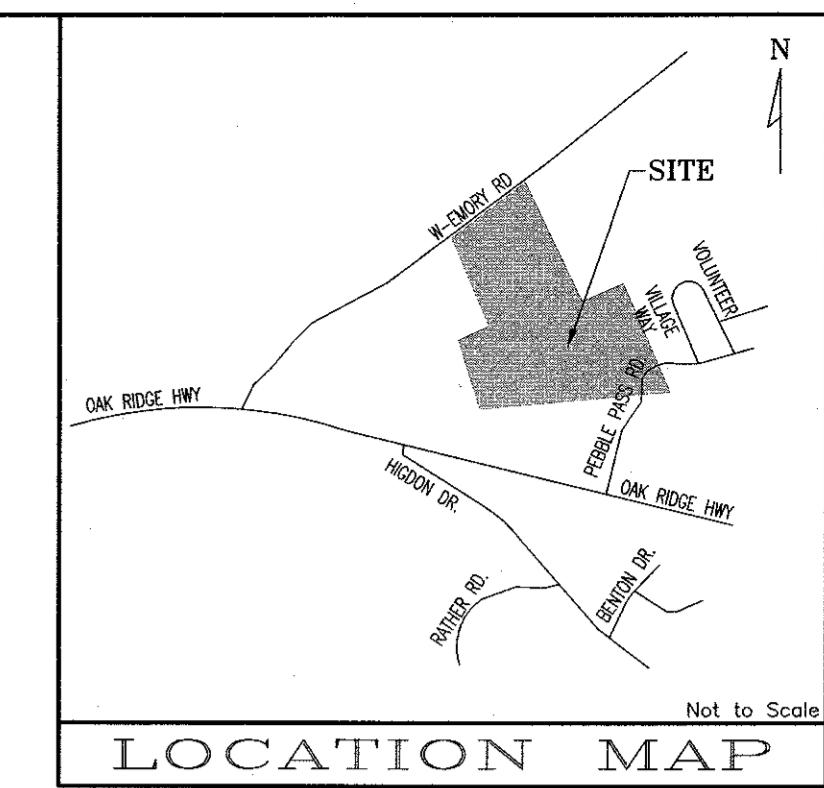 N
SITE
W-EMORY RD
VOLUNTEER
VILLAGE
WAY
OAK RIDGE HWY
PEBBLE PASS RD.
HIGDON DR.
OAK RIDGE HWY
RATHER RD.
BENTON DR.
Not to Scale
LOCATION MAP